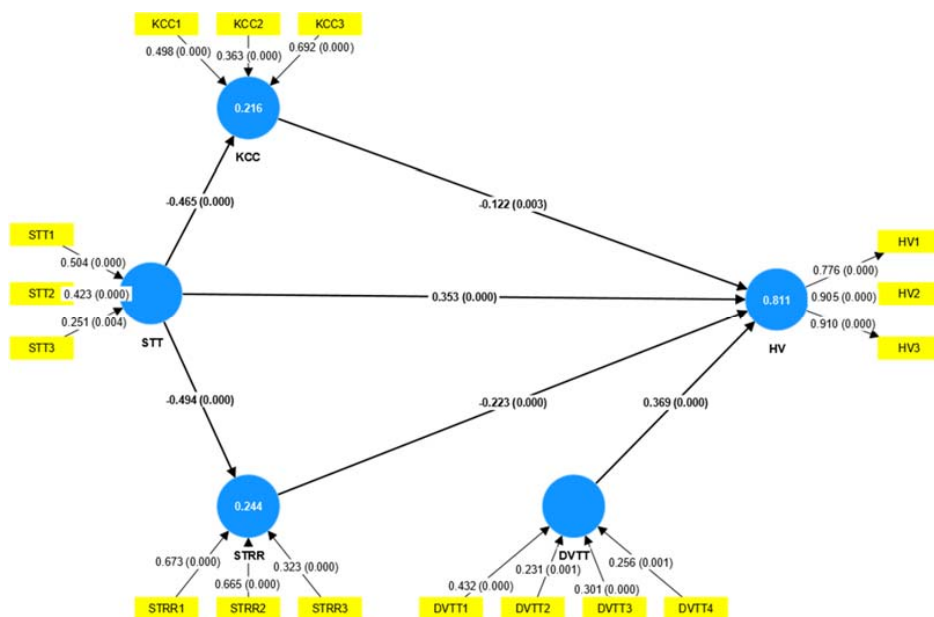 KCC1 KCC2 KCC3
0.498 (0.000) 0.363 (0.000) 0.692 (0.000)
0.216
KCC
-0.465 (0.000)
-0.122 (0.003)
STT1
0.504 (0.000)
STT2 0.423 (0.000)
0.251 (0.004)
STT3
STT
0.353 (0.000)
HV1
0.776 (0.000)
0.811 0.905 (0.000) HV2
0.910 (0.000)
HV
HV3
-0.494 (0.000)
-0.223 (0.000)
0.369 (0.000)
0.244
STRR
DVTT
0.673 (0.000) 0.665 (0.000) 0.323 (0.000)
STRR1 STRR2 STRR3
0.432 (0.000) 0.231 (0.001) 0.301 (0.000) 0.256 (0.001)
DVTT1 DVTT2 DVTT3 DVTT4